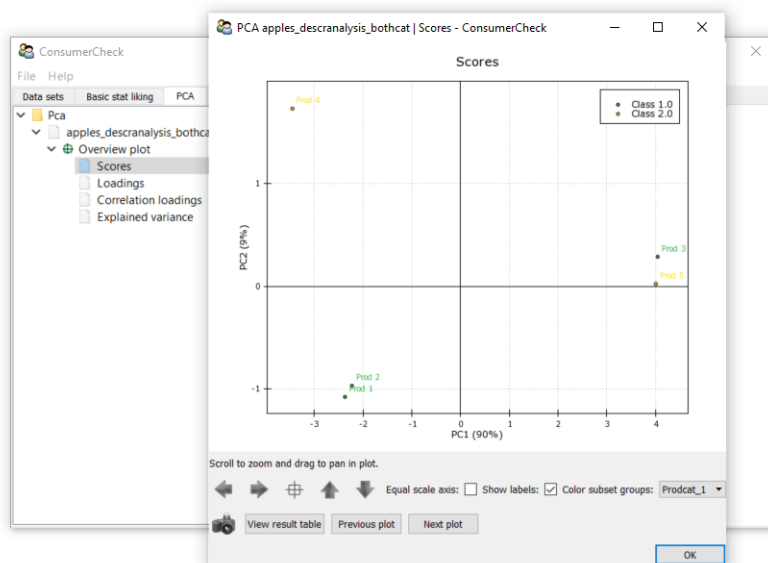 PCA apples_descranalysis_bothcat | Scores - ConsumerCheck
ConsumerCheck
File Help
Data sets Basic stat liking PCA
Pca
apples_descranalysis_bothca
Overview plot
Scores
Loadings
Correlation loadings
Explained variance
Scores
Class 1.0
Class 2.0
Prod 4
Prod 3
Prod 5
Prod 2
Prod 1
1
0
-1
PC2 (9%)
-3 -2 -1 0 1 2 3 4
PC1 (90%)
Scroll to zoom and drag to pan in plot.
Equal scale axis: Show labels: Color subset groups: Prodcat_1
View result table Previous plot Next plot
OK